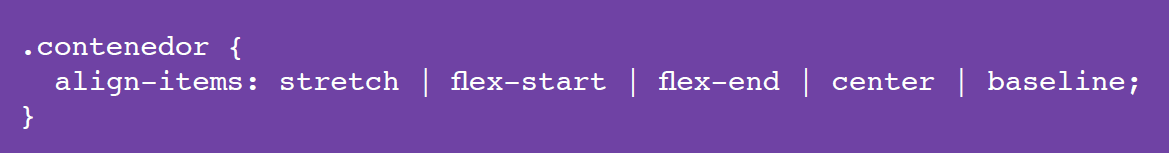 .contenedor {
  align-items: stretch | flex-start | flex-end | center | baseline;
}